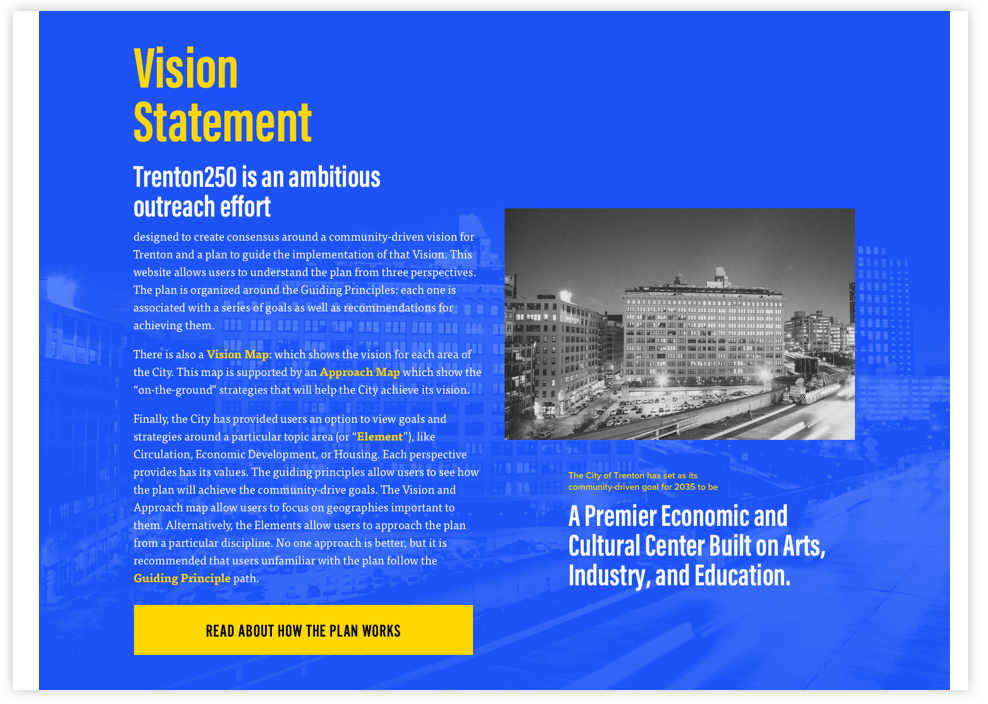 Vision
Statement
Trenton250 is an ambitious
outreach effort
designed to create consensus around a community-driven vision for
Trenton and a plan to guide the implementation of that Vision. This
website allows users to understand the plan from three perspectives.
The plan is organized around the Guiding Principles: each one is
associated with a series of goals as well as recommendations for
achieving them.
There is also a Vision Map: which shows the vision for each area of
the City. This map is supported by an Approach Map which show the
“on-the-ground” strategies that will help the City achieve its vision.
Finally, the City has provided users an option to view goals and
strategies around a particular topic area (or “Element”), like
Circulation, Economic Development, or Housing. Each perspective
provides has its values. The guiding principles allow users to see how
the plan will achieve the community-drive goals. The Vision and
Approach map allow users to focus on geographies important to
them. Alternatively, the Elements allow users to approach the plan
from a particular discipline. No one approach is better, but it is
recommended that users unfamiliar with the plan follow the
Guiding Principle path.
READ ABOUT HOW THE PLAN WORKS
The City of Trenton has set as its
community-driven goal for 2035 to be
A Premier Economic and
Cultural Center Built on Arts,
Industry, and Education.